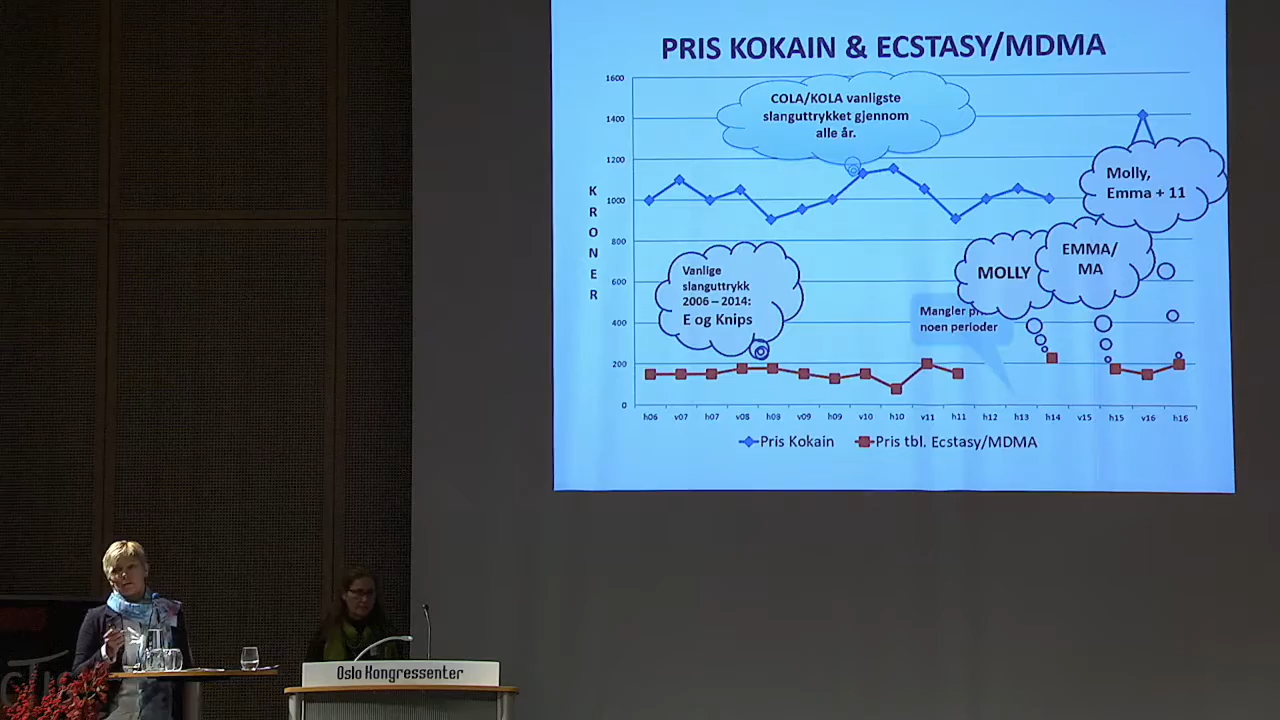 PRIS KOKAIN & ECSTASY/MDMA
1600
1400
1200
1000
800
600
400
200
0
K
R
O
N
E
R
COLA/KOLA vanligste
slanguttrykket gjennom
alle år.
Molly,
Emma + 11
EMMA/
MA
MOLLY
Vanlige
slanguttrykk
2006 – 2014:
E og Knips
Mangler
noen perioder
h06 v07 h07 v08 h08 v09 h09 v10 h10 v11 h11 h12 h13 h14 v15 h15 v16 h16
Pris Kokain Pris tbl. Ecstasy/MDMA
Oslo Kongressenter